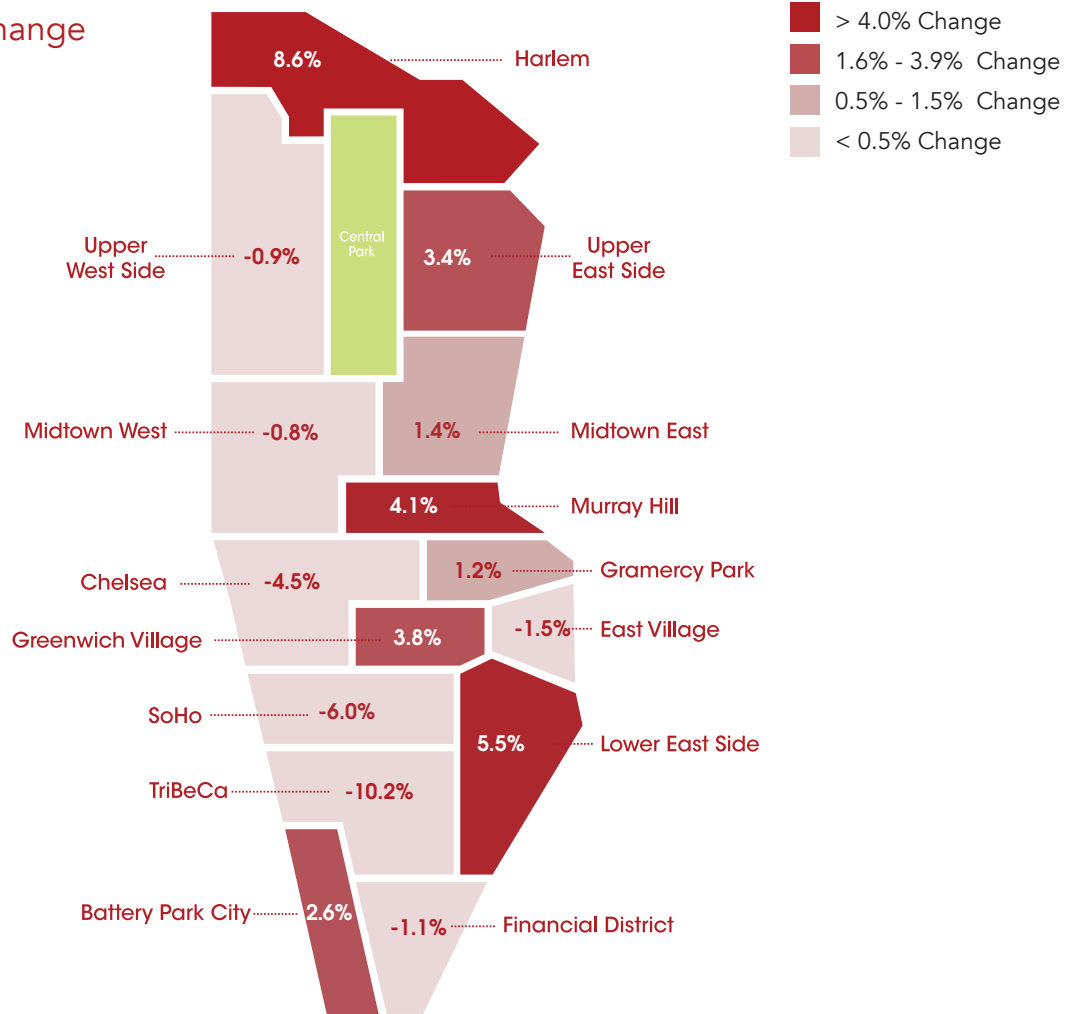 > 4.0% Change
1.6% - 3.9% Change
0.5% - 1.5% Change
< 0.5% Change
8.6%
Harlem
Central
Park
Upper
West Side
-0.9%
3.4%
Upper
East Side
Midtown West
-0.8%
1.4%
Midtown East
4.1%
Murray Hill
Chelsea
-4.5%
1.2%
Gramercy Park
Greenwich Village
3.8%
-1.5%
East Village
SoHo
-6.0%
5.5%
Lower East Side
TriBeCa
-10.2%
Battery Park City
2.6%
-1.1%
Financial District